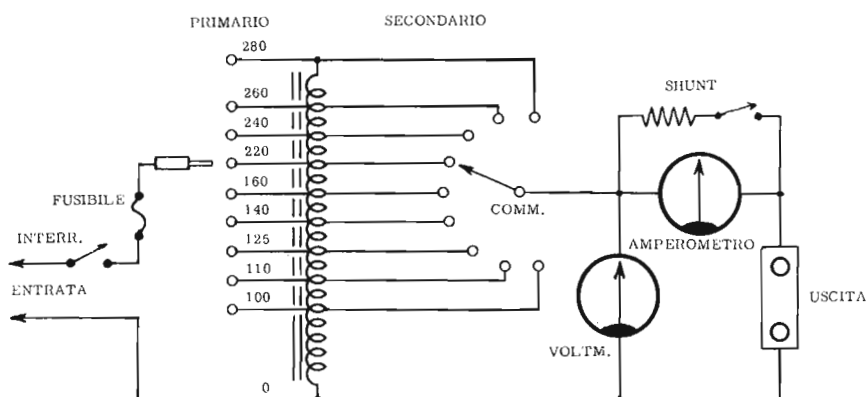 PRIMARIO SECONDARIO
280
260
240
220
160
140
125
110
100
0
FUSIBILE
INTERR.
ENTRATA
COMM.
SHUNT
AMPEROMETRO
VOLTM.
USCITA